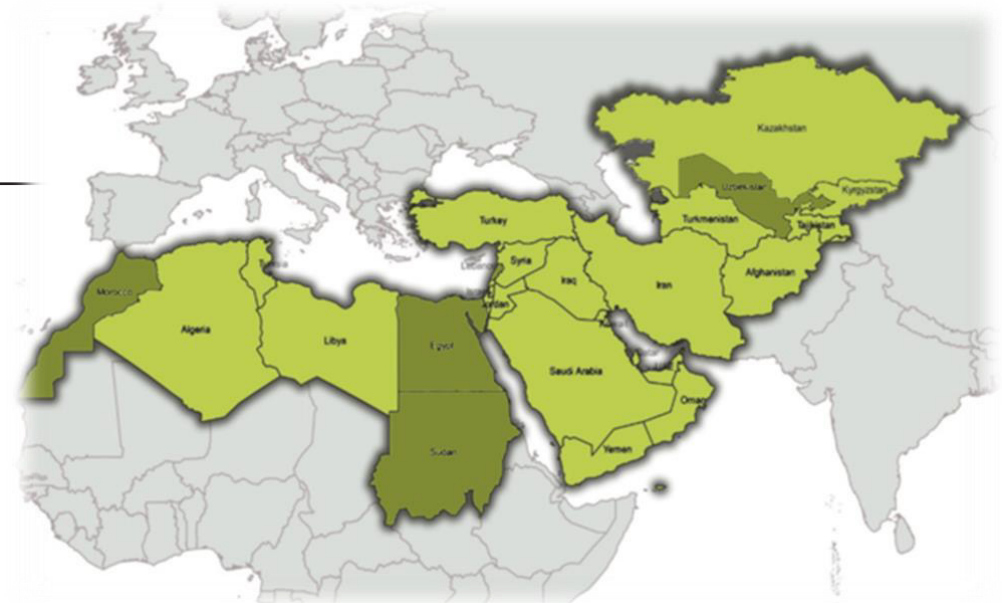 Kazakhstan
Uzbekistan
Kyrgyzstan
Turkey
Turkmenistan
Tajikistan
Syria
Lebanon
Afghanistan
Iraq
Iran
Morocco
Jordan
Algeria
Libya
Egypt
Saudi Arabia
Oman
Sudan
Yemen